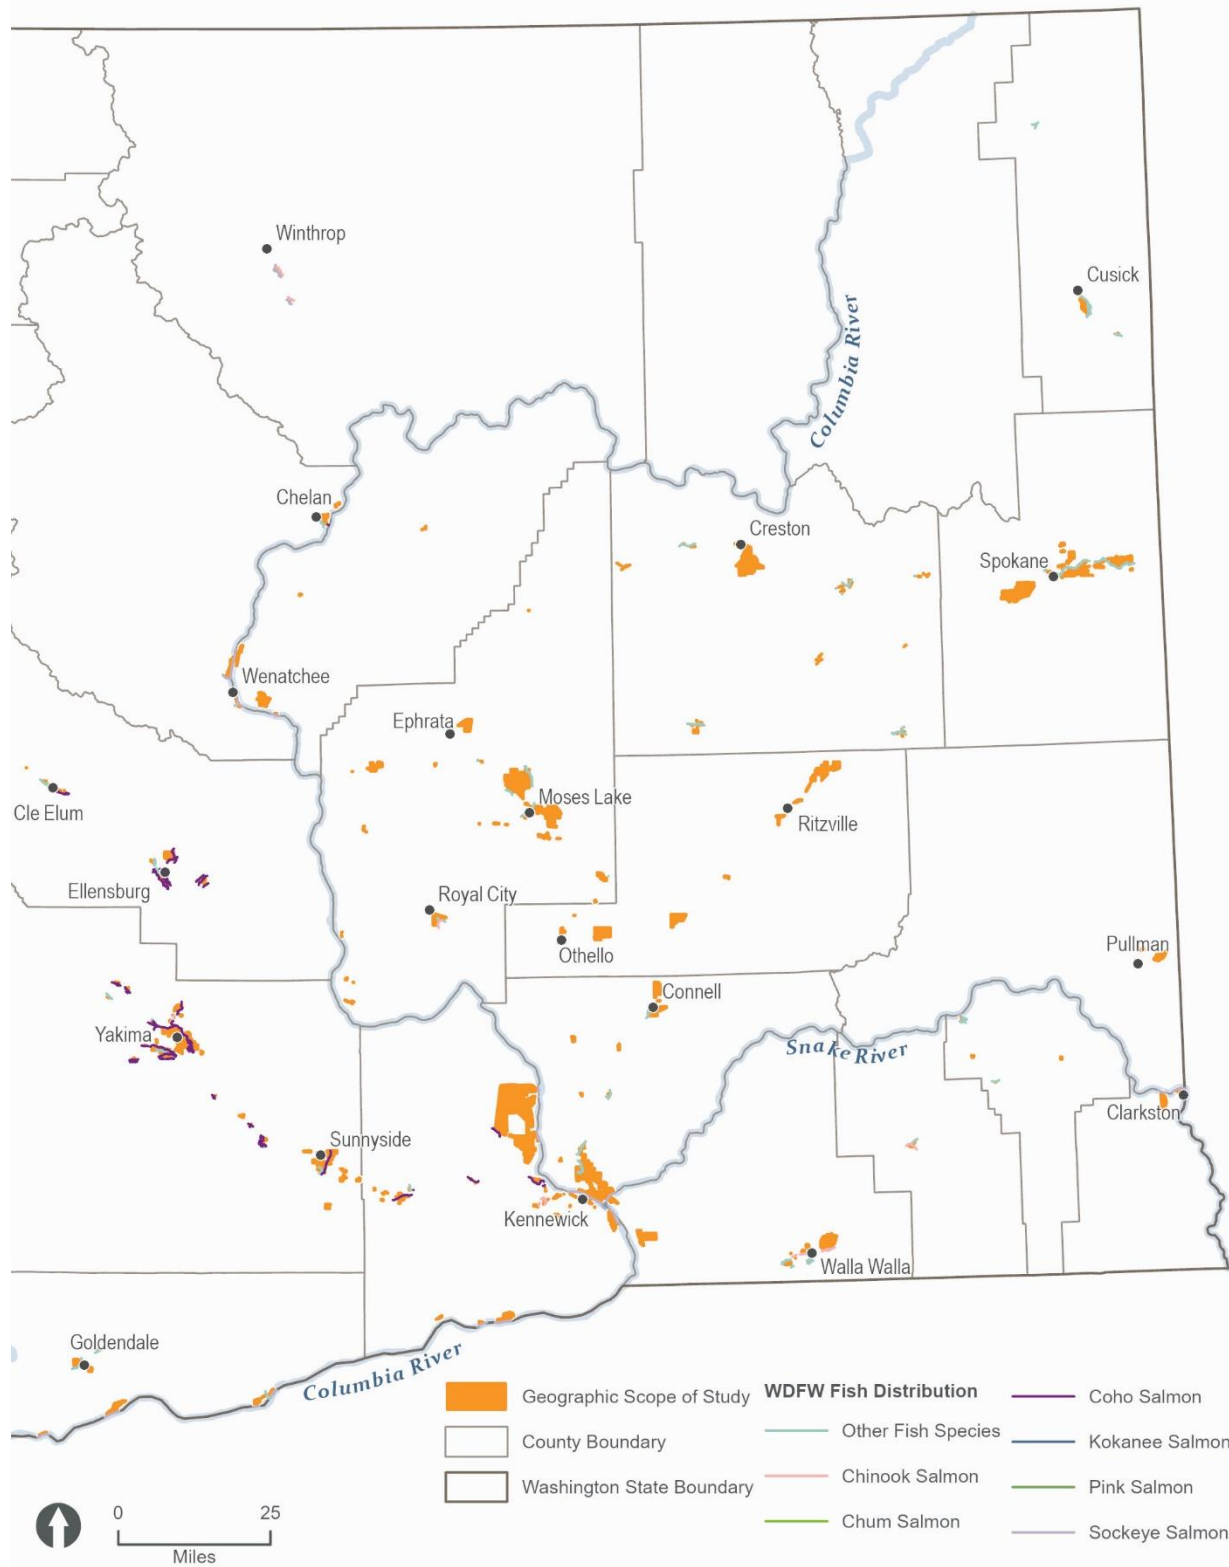 Winthrop
Cusick
Columbia River
Chelan
Creston
Spokane
Wenatchee
Ephrata
Moses Lake
Cle Elum
Ritzville
Ellensburg
Royal City
Othello
Pullman
Connell
Yakima
Snake River
Clarkston
Sunnyside
Kennewick
Walla Walla
Goldendale
Columbia River
Geographic Scope of Study
County Boundary
Washington State Boundary
WDFW Fish Distribution
Other Fish Species
Chinook Salmon
Chum Salmon
Coho Salmon
Kokanee Salmon
Pink Salmon
Sockeye Salmon
0 25
Miles